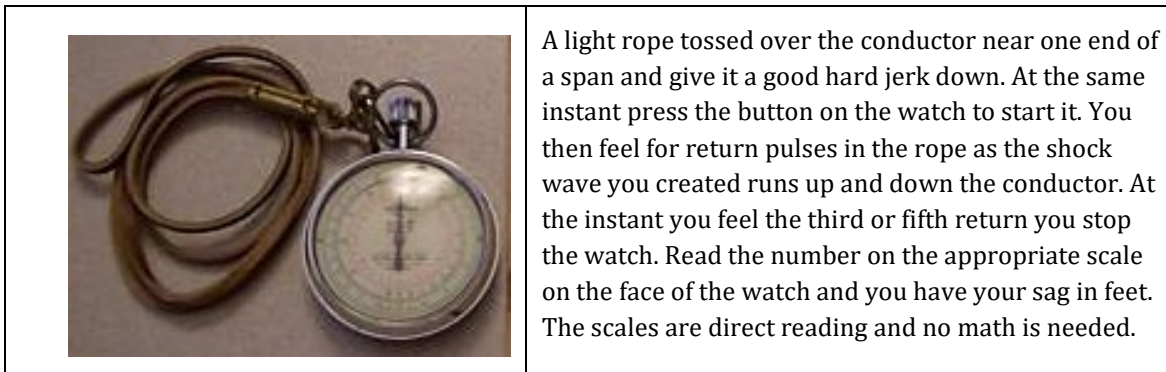 A light rope tossed over the conductor near one end of
a span and give it a good hard jerk down. At the same
instant press the button on the watch to start it. You
then feel for return pulses in the rope as the shock
wave you created runs up and down the conductor. At
the instant you feel the third or fifth return you stop
the watch. Read the number on the appropriate scale
on the face of the watch and you have your sag in feet.
The scales are direct reading and no math is needed.